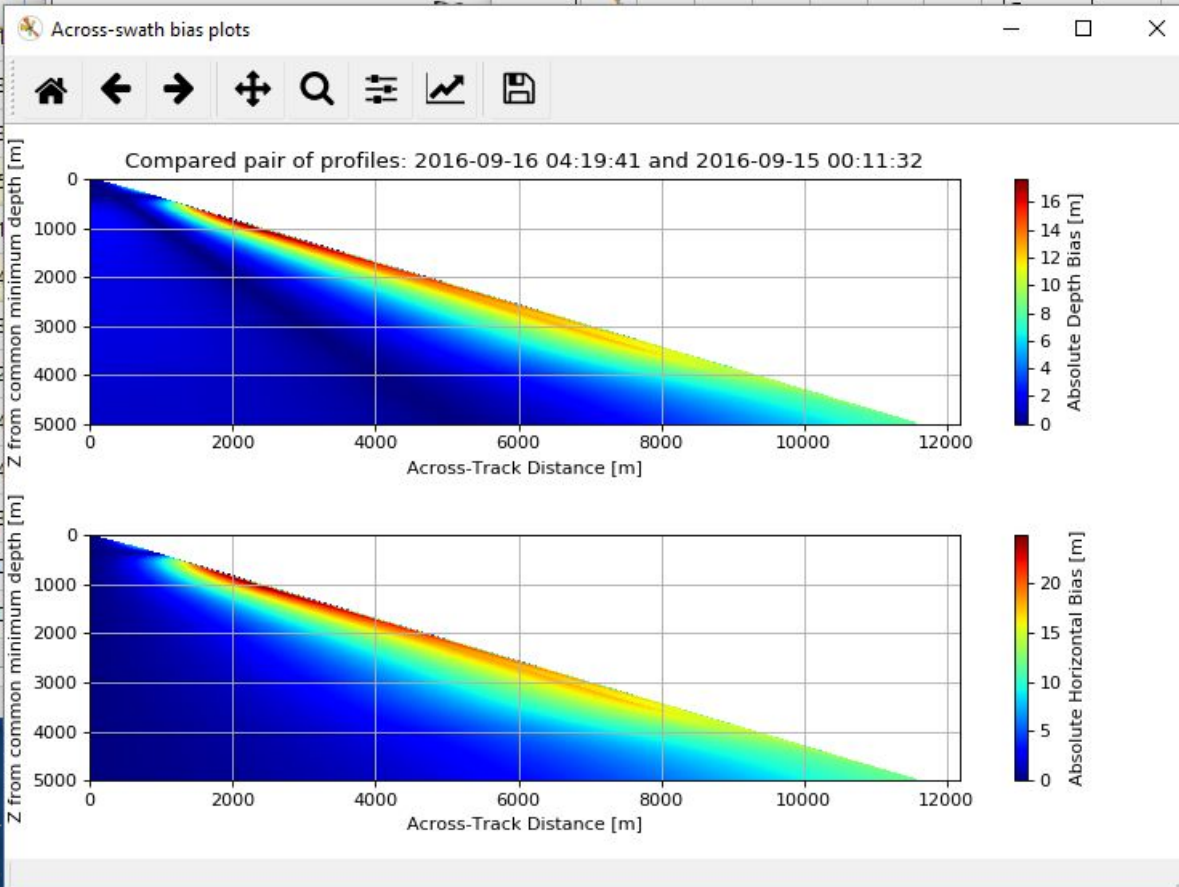 Across-swath bias plots
Compared pair of profiles: 2016-09-16 04:19:41 and 2016-09-15 00:11:32
Z from common minimum depth [m]
0
1000
2000
3000
4000
5000
0 2000 4000 6000 8000 10000 12000
Across-Track Distance [m]
16
14
12
10
8
6
4
2
0
Absolute Depth Bias [m]
Z from common minimum depth [m]
0
1000
2000
3000
4000
5000
0 2000 4000 6000 8000 10000 12000
Across-Track Distance [m]
20
15
10
5
0
Absolute Horizontal Bias [m]